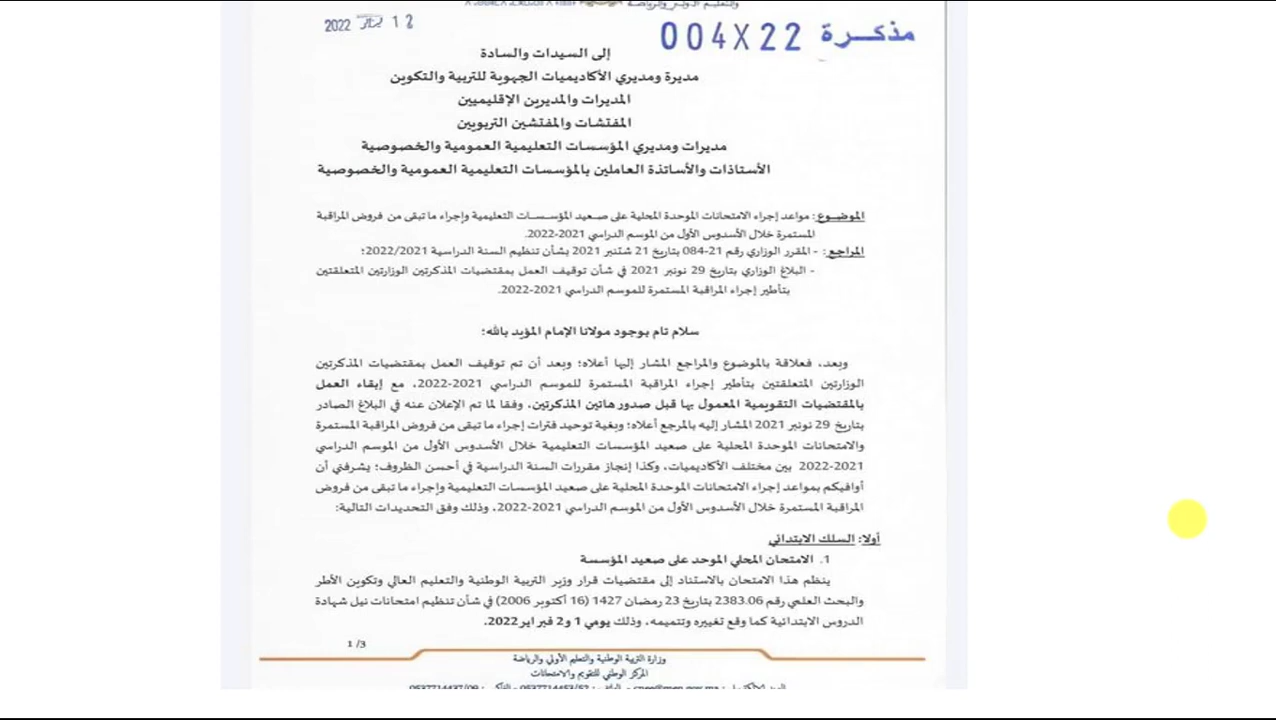 والتعليم الأولي والرياضة
12 يناير 2022
مذكرة 004X22
إلى السيدات والسادة
مديرة ومديري الأكاديميات الجهوية للتربية والتكوين
المديرات والمديرين الإقليميين
المفتشات والمفتشين التربويين
مديرات ومديري المؤسسات التعليمية العمومية والخصوصية
الأستاذات والأساتذة العاملين بالمؤسسات التعليمية العمومية والخصوصية
الموضوع: مواعد إجراء الامتحانات الموحدة المحلية على صعيد المؤسسات التعليمية وإجراء ما تبقى من فروض المراقبة
المستمرة خلال الأسدوس الأول من الموسم الدراسي 2021-2022.
المراجع: - المقرر الوزاري رقم 21-084 بتاريخ 21 شتنبر 2021 بشأن تنظيم السنة الدراسية 2022/2021؛
- البلاغ الوزاري بتاريخ 29 نونبر 2021 في شأن توقيف العمل بمقتضيات المذكرتين الوزارتين المتعلقتين
بتأطير إجراء المراقبة المستمرة للموسم الدراسي 2021-2022.
سلام تام بوجود مولانا الإمام المؤيد بالله؛
وبعد، فعلاقة بالموضوع والمراجع المشار إليها أعلاه؛ وبعد أن تم توقيف العمل بمقتضيات المذكرتين
الوزارتين المتعلقتين بتأطير إجراء المراقبة المستمرة للموسم الدراسي 2021-2022، مع إبقاء العمل
بالمقتضيات التقويمية المعمول بها قبل صدور هاتين المذكرتين، وفقا لما تم الإعلان عنه في البلاغ الصادر
بتاريخ 29 نونبر 2021 المشار إليه بالمرجع أعلاه؛ وبغية توحيد فترات إجراء ما تبقى من فروض المراقبة المستمرة
والامتحانات الموحدة المحلية على صعيد المؤسسات التعليمية خلال الأسدوس الأول من الموسم الدراسي
2021-2022 بين مختلف الأكاديميات، وكذا إنجاز مقررات السنة الدراسية في أحسن الظروف؛ يشرفني أن
أوافيكم بمواعد إجراء الامتحانات الموحدة المحلية على صعيد المؤسسات التعليمية وإجراء ما تبقى من فروض
المراقبة المستمرة خلال الأسدوس الأول من الموسم الدراسي 2021-2022، وذلك وفق التحديدات التالية:
أولا: السلك الابتدائي
1. الامتحان المحلي الموحد على صعيد المؤسسة
ينظم هذا الامتحان بالاستناد إلى مقتضيات قرار وزير التربية الوطنية والتعليم العالي وتكوين الأطر
والبحث العلمي رقم 2383.06 بتاريخ 23 رمضان 1427 (16 أكتوبر 2006) في شأن تنظيم امتحانات نيل شهادة
الدروس الابتدائية كما وقع تغييره وتتميمه، وذلك يومي 1 و2 فبراير 2022.
1/3
وزارة التربية الوطنية والتعليم الأولي والرياضة
المركز الوطني للتقويم والامتحانات